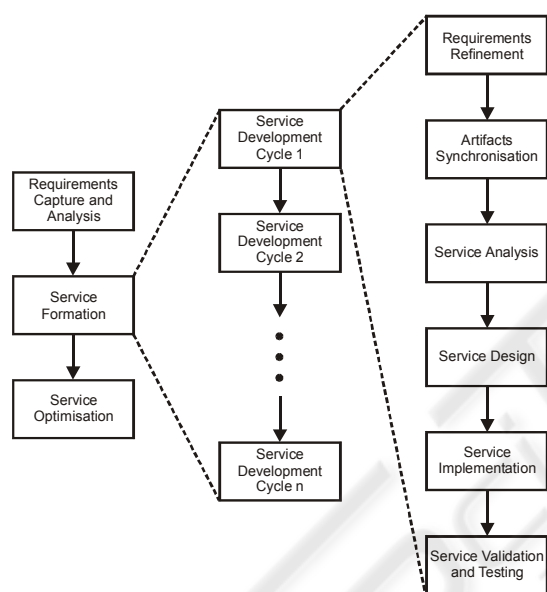 Requirements
Capture and
Analysis
Service
Formation
Service
Optimisation
Service
Development
Cycle 1
Service
Development
Cycle 2
Service
Development
Cycle n
Requirements
Refinement
Artifacts
Synchronisation
Service Analysis
Service Design
Service
Implementation
Service Validation
and Testing